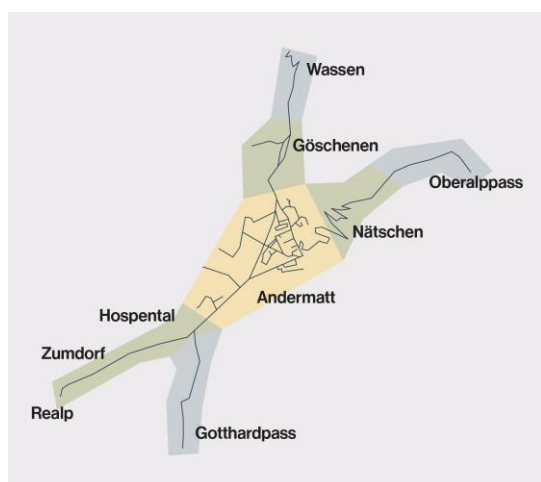 Wassen
Göschenen
Oberalppass
Nätschen
Andermatt
Hospental
Zumdorf
Realp
Gotthardpass